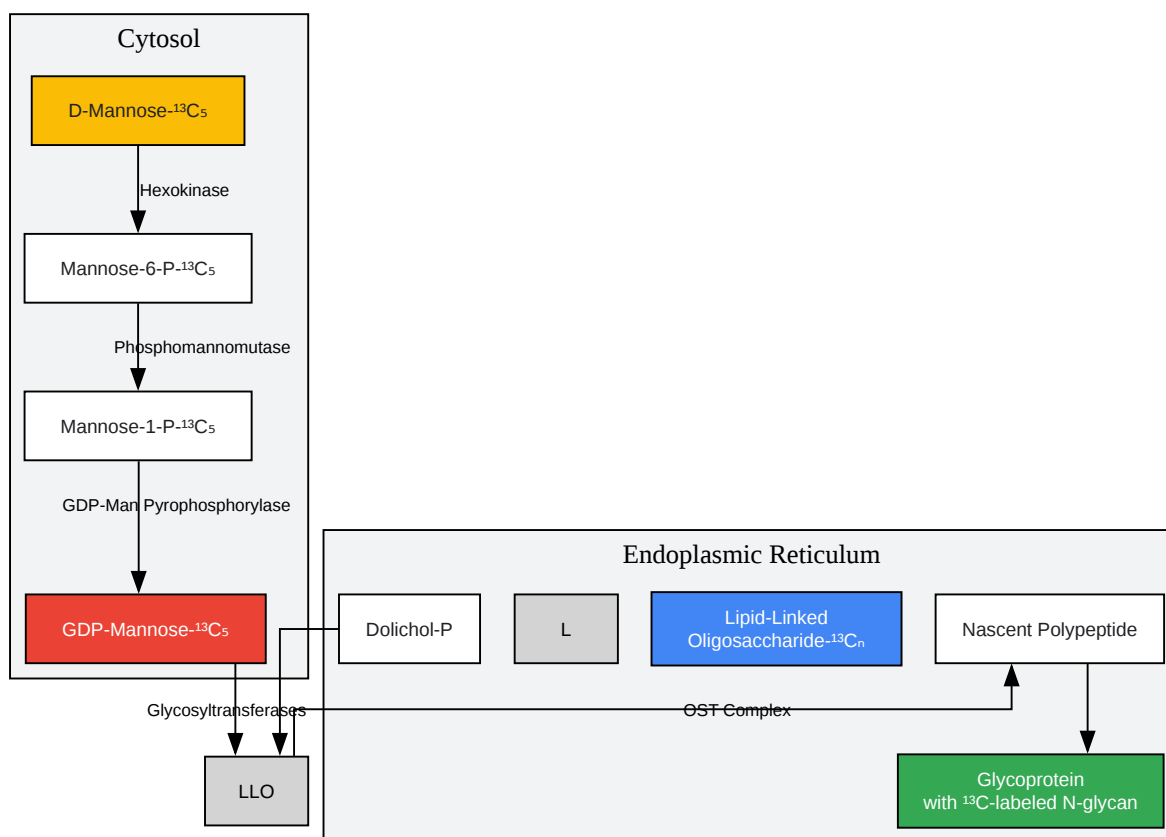 Cytosol
D-Mannose-¹³C₅
Hexokinase
Mannose-6-P-¹³C₅
Phosphomannomutase
Mannose-1-P-¹³C₅
GDP-Man Pyrophosphorylase
GDP-Mannose-¹³C₅
Endoplasmic Reticulum
Dolichol-P
L
Lipid-Linked
Oligosaccharide-¹³Cₙ
Nascent Polypeptide
Glycosyltransferases
OST Complex
LLO
Glycoprotein
with ¹³C-labeled N-glycan